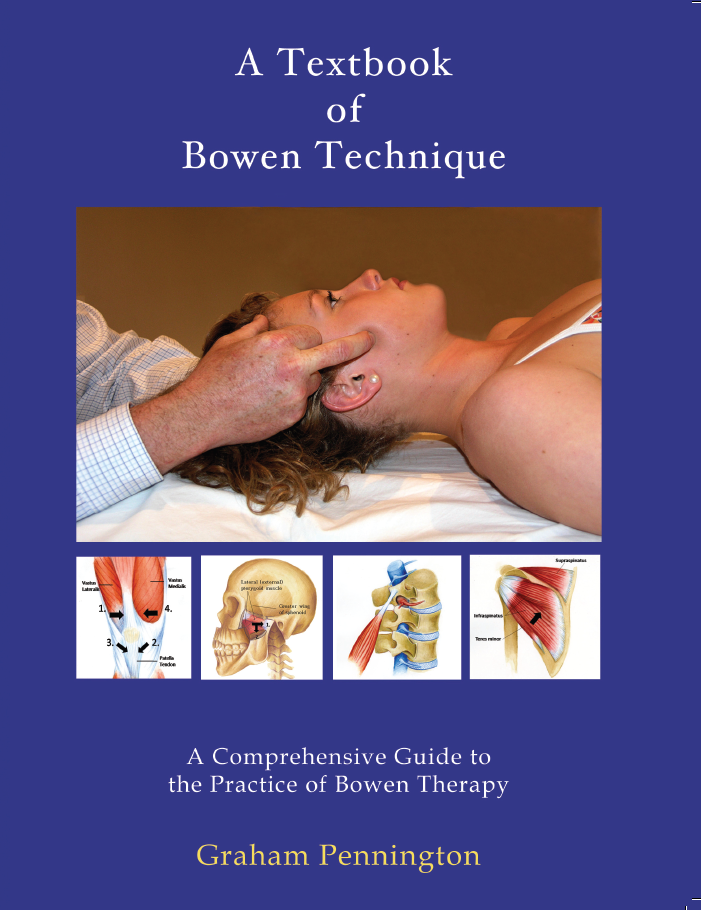 A Textbook
of
Bowen Technique
Vastus
Lateralis
Vastus
Medialis
1.
4.
3.
2.
Patella
Tendon
Lateral (external)
pterygoid muscle
Greater wing
of sphenoid
1.
Supraspinatus
Infraspinatus
Teres minor
A Comprehensive Guide to
the Practice of Bowen Therapy
Graham Pennington